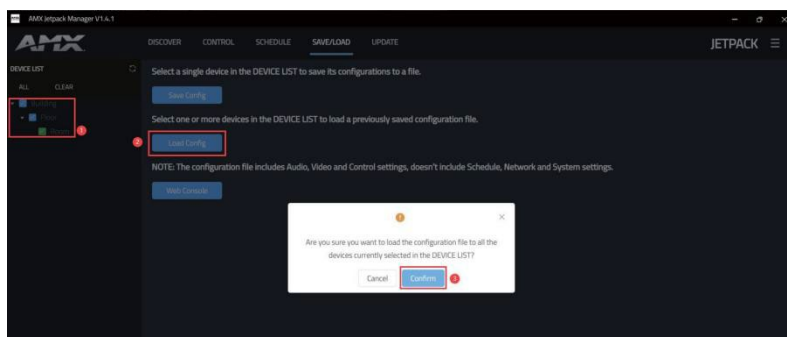 AMX AMX Jetpack Manager V1.4.1
AMX
DISCOVER CONTROL SCHEDULE SAVE/LOAD UPDATE
JETPACK
DEVICE LIST
ALL CLEAR
Building
Floor
Room 1
Select a single device in the DEVICE LIST to save its configurations to a file.
Save Config
Select one or more devices in the DEVICE LIST to load a previously saved configuration file.
2 Load Config
NOTE: The configuration file includes Audio, Video and Control settings, doesn't include Schedule, Network and System settings.
Web Console
Are you sure you want to load the configuration file to all the
devices currently selected in the DEVICE LIST?
Cancel Confirm 3